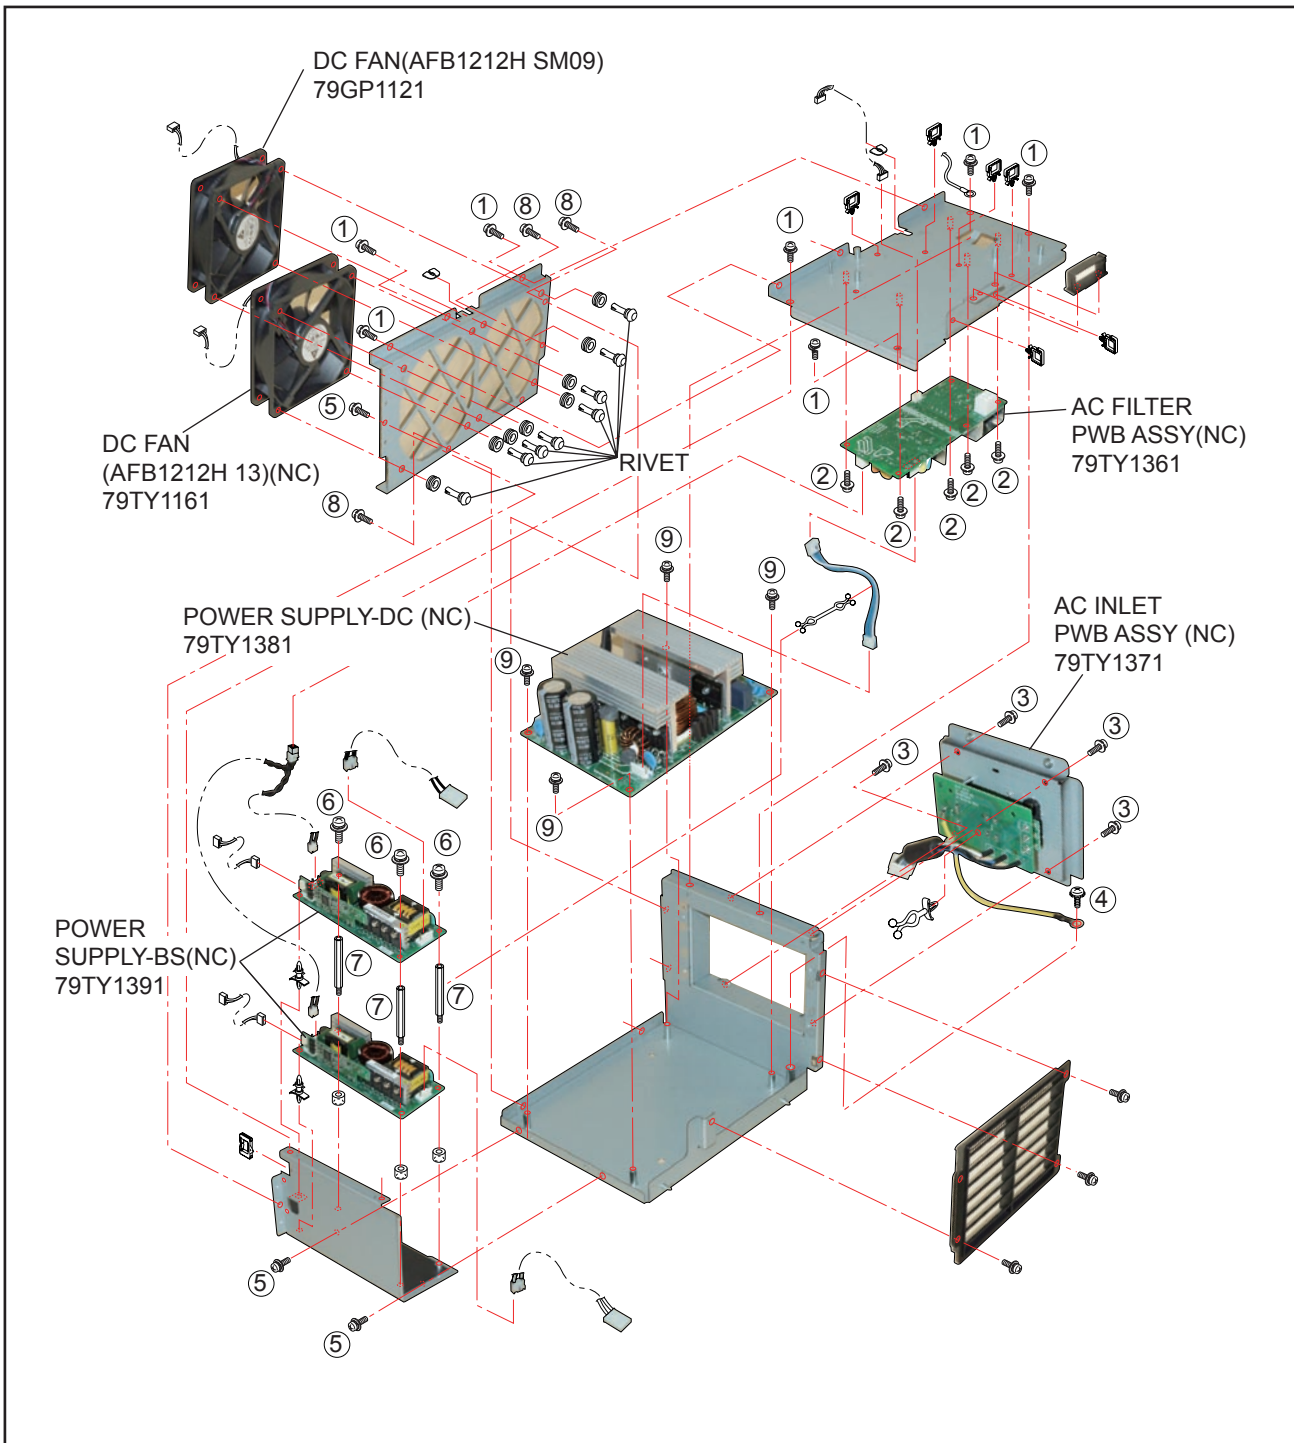 DC FAN(AFB1212H SM09)
79GP1121
1
1
8
8
1
1
1
1
1
5
8
DC FAN
(AFB1212H 13)(NC)
79TY1161
RIVET
AC FILTER
PWB ASSY(NC)
79TY1361
2
2
2
2
2
9
9
9
9
POWER SUPPLY-DC (NC)
79TY1381
AC INLET
PWB ASSY (NC)
79TY1371
3
3
3
3
4
6
6
6
7
7
7
POWER
SUPPLY-BS(NC)
79TY1391
5
5